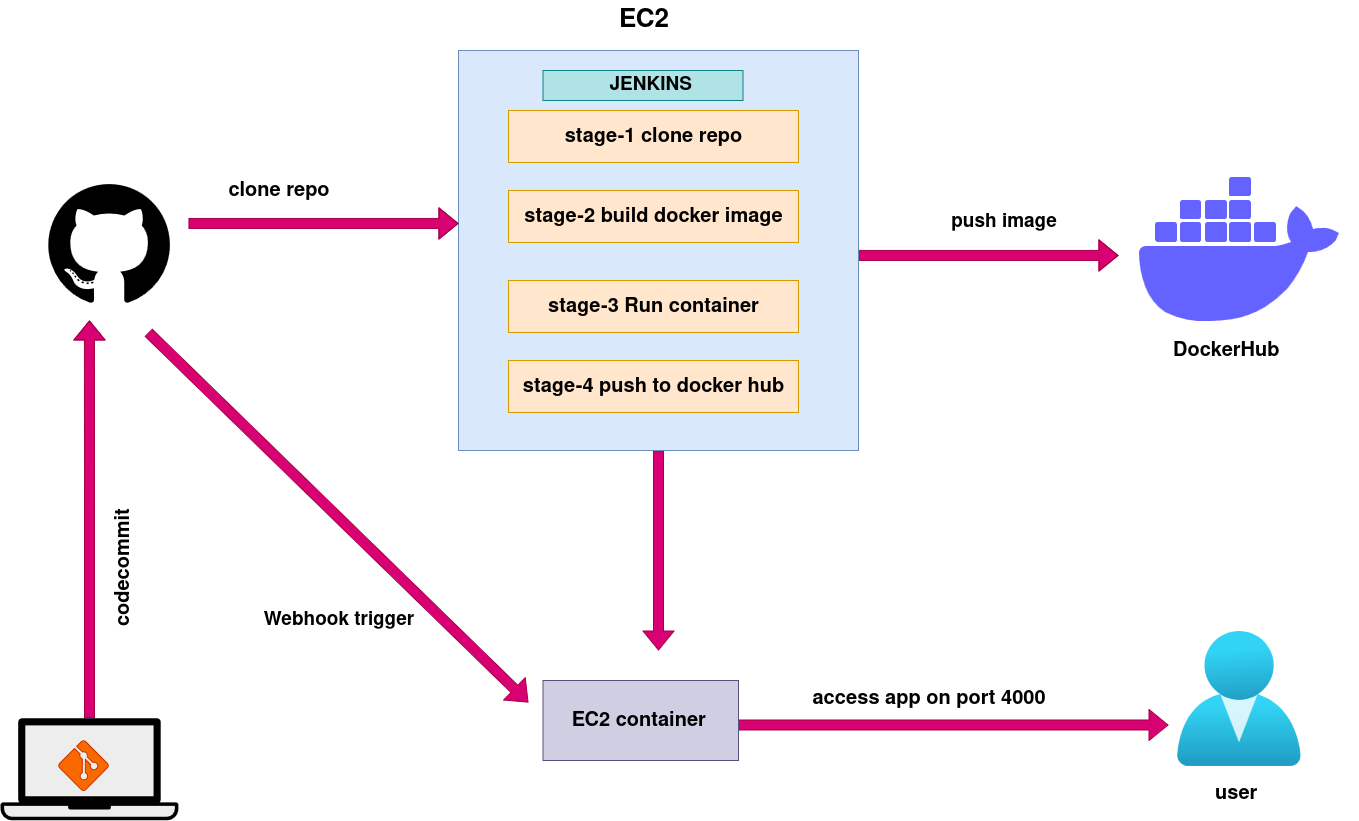 EC2
JENKINS
stage-1 clone repo
clone repo
stage-2 build docker image
push image
stage-3 Run container
DockerHub
stage-4 push to docker hub
codecommit
Webhook trigger
EC2 container
access app on port 4000
user